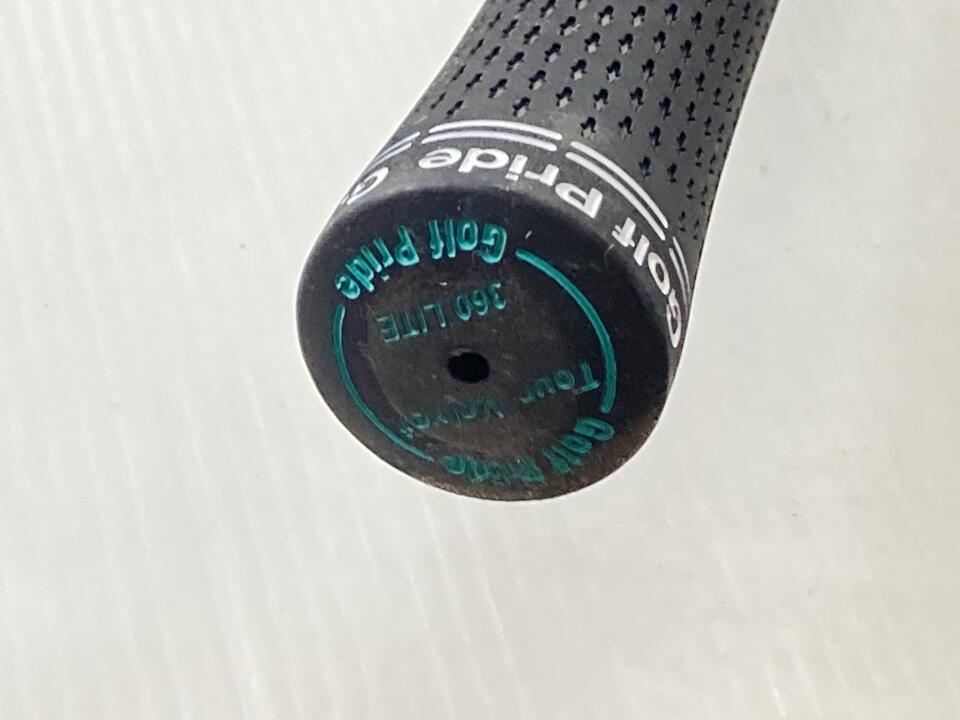 Golf Pride G
Golf Pride
360 LITE
Tour Velvet®
Golf Pride